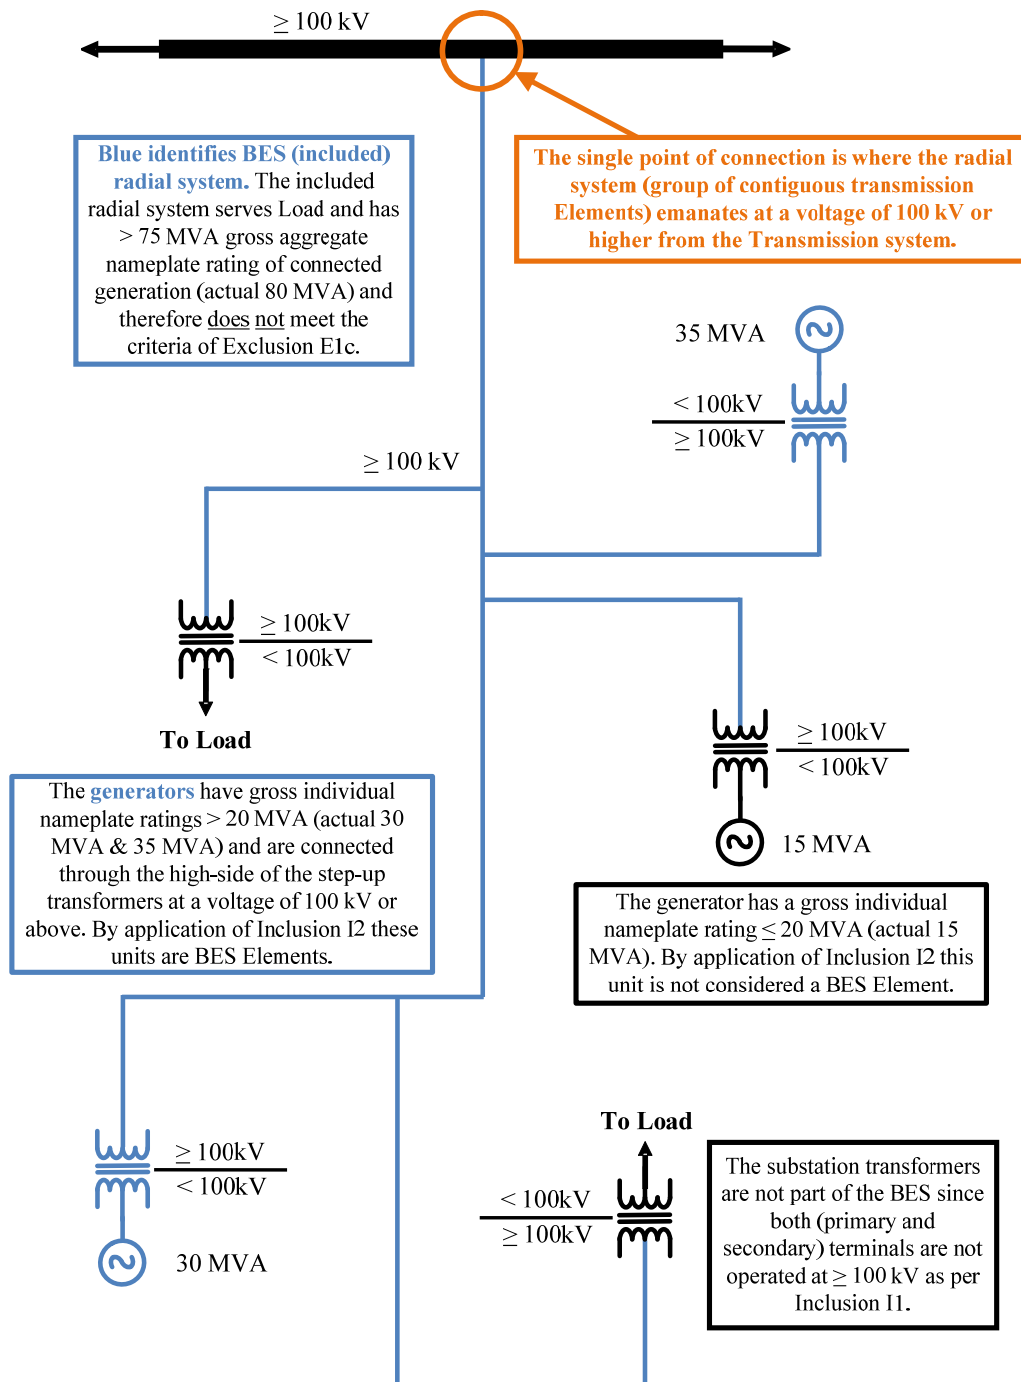 ≥ 100 kV
Blue identifies BES (included)
radial system. The included
radial system serves Load and has
> 75 MVA gross aggregate
nameplate rating of connected
generation (actual 80 MVA) and
therefore does not meet the
criteria of Exclusion E1c.
The single point of connection is where the radial
system (group of contiguous transmission
Elements) emanates at a voltage of 100 kV or
higher from the Transmission system.
35 MVA
< 100kV
≥ 100kV
≥ 100 kV
≥ 100kV
< 100kV
To Load
≥ 100kV
< 100kV
15 MVA
The generators have gross individual
nameplate ratings > 20 MVA (actual 30
MVA & 35 MVA) and are connected
through the high-side of the step-up
transformers at a voltage of 100 kV or
above. By application of Inclusion I2 these
units are BES Elements.
The generator has a gross individual
nameplate rating ≤ 20 MVA (actual 15
MVA). By application of Inclusion I2 this
unit is not considered a BES Element.
≥ 100kV
< 100kV
30 MVA
To Load
< 100kV
≥ 100kV
The substation transformers
are not part of the BES since
both (primary and
secondary) terminals are not
operated at ≥ 100 kV as per
Inclusion I1.